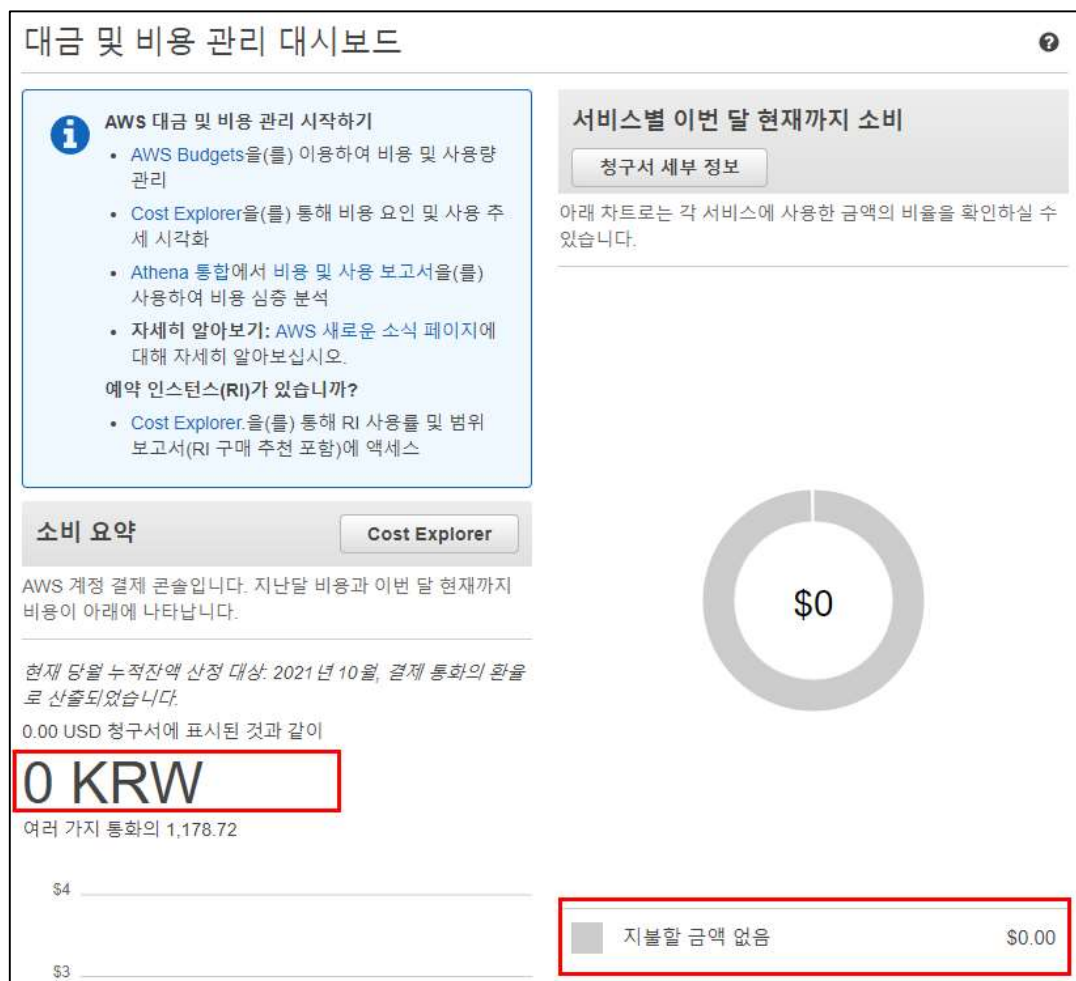 대금 및 비용 관리 대시보드
AWS 대금 및 비용 관리 시작하기
• AWS Budgets을(를) 이용하여 비용 및 사용량
관리
• Cost Explorer을(를) 통해 비용 요인 및 사용 추
세 시각화
• Athena 통합에서 비용 및 사용 보고서을(를)
사용하여 비용 심층 분석
• 자세히 알아보기: AWS 새로운 소식 페이지에
대해 자세히 알아보십시오.
예약 인스턴스(RI)가 있습니까?
• Cost Explorer.을(를) 통해 RI 사용률 및 범위
보고서(RI 구매 추천 포함)에 액세스
소비 요약
Cost Explorer
AWS 계정 결제 콘솔입니다. 지난달 비용과 이번 달 현재까지
비용이 아래에 나타납니다.
현재 당월 누적잔액 산정 대상: 2021년 10월, 결제 통화의 환율
로 산출되었습니다.
0.00 USD 청구서에 표시된 것과 같이
0 KRW
여러 가지 통화의 1,178.72
$4
$3
서비스별 이번 달 현재까지 소비
청구서 세부 정보
아래 차트로는 각 서비스에 사용한 금액의 비율을 확인하실 수
있습니다.
$0
지불할 금액 없음 $0.00